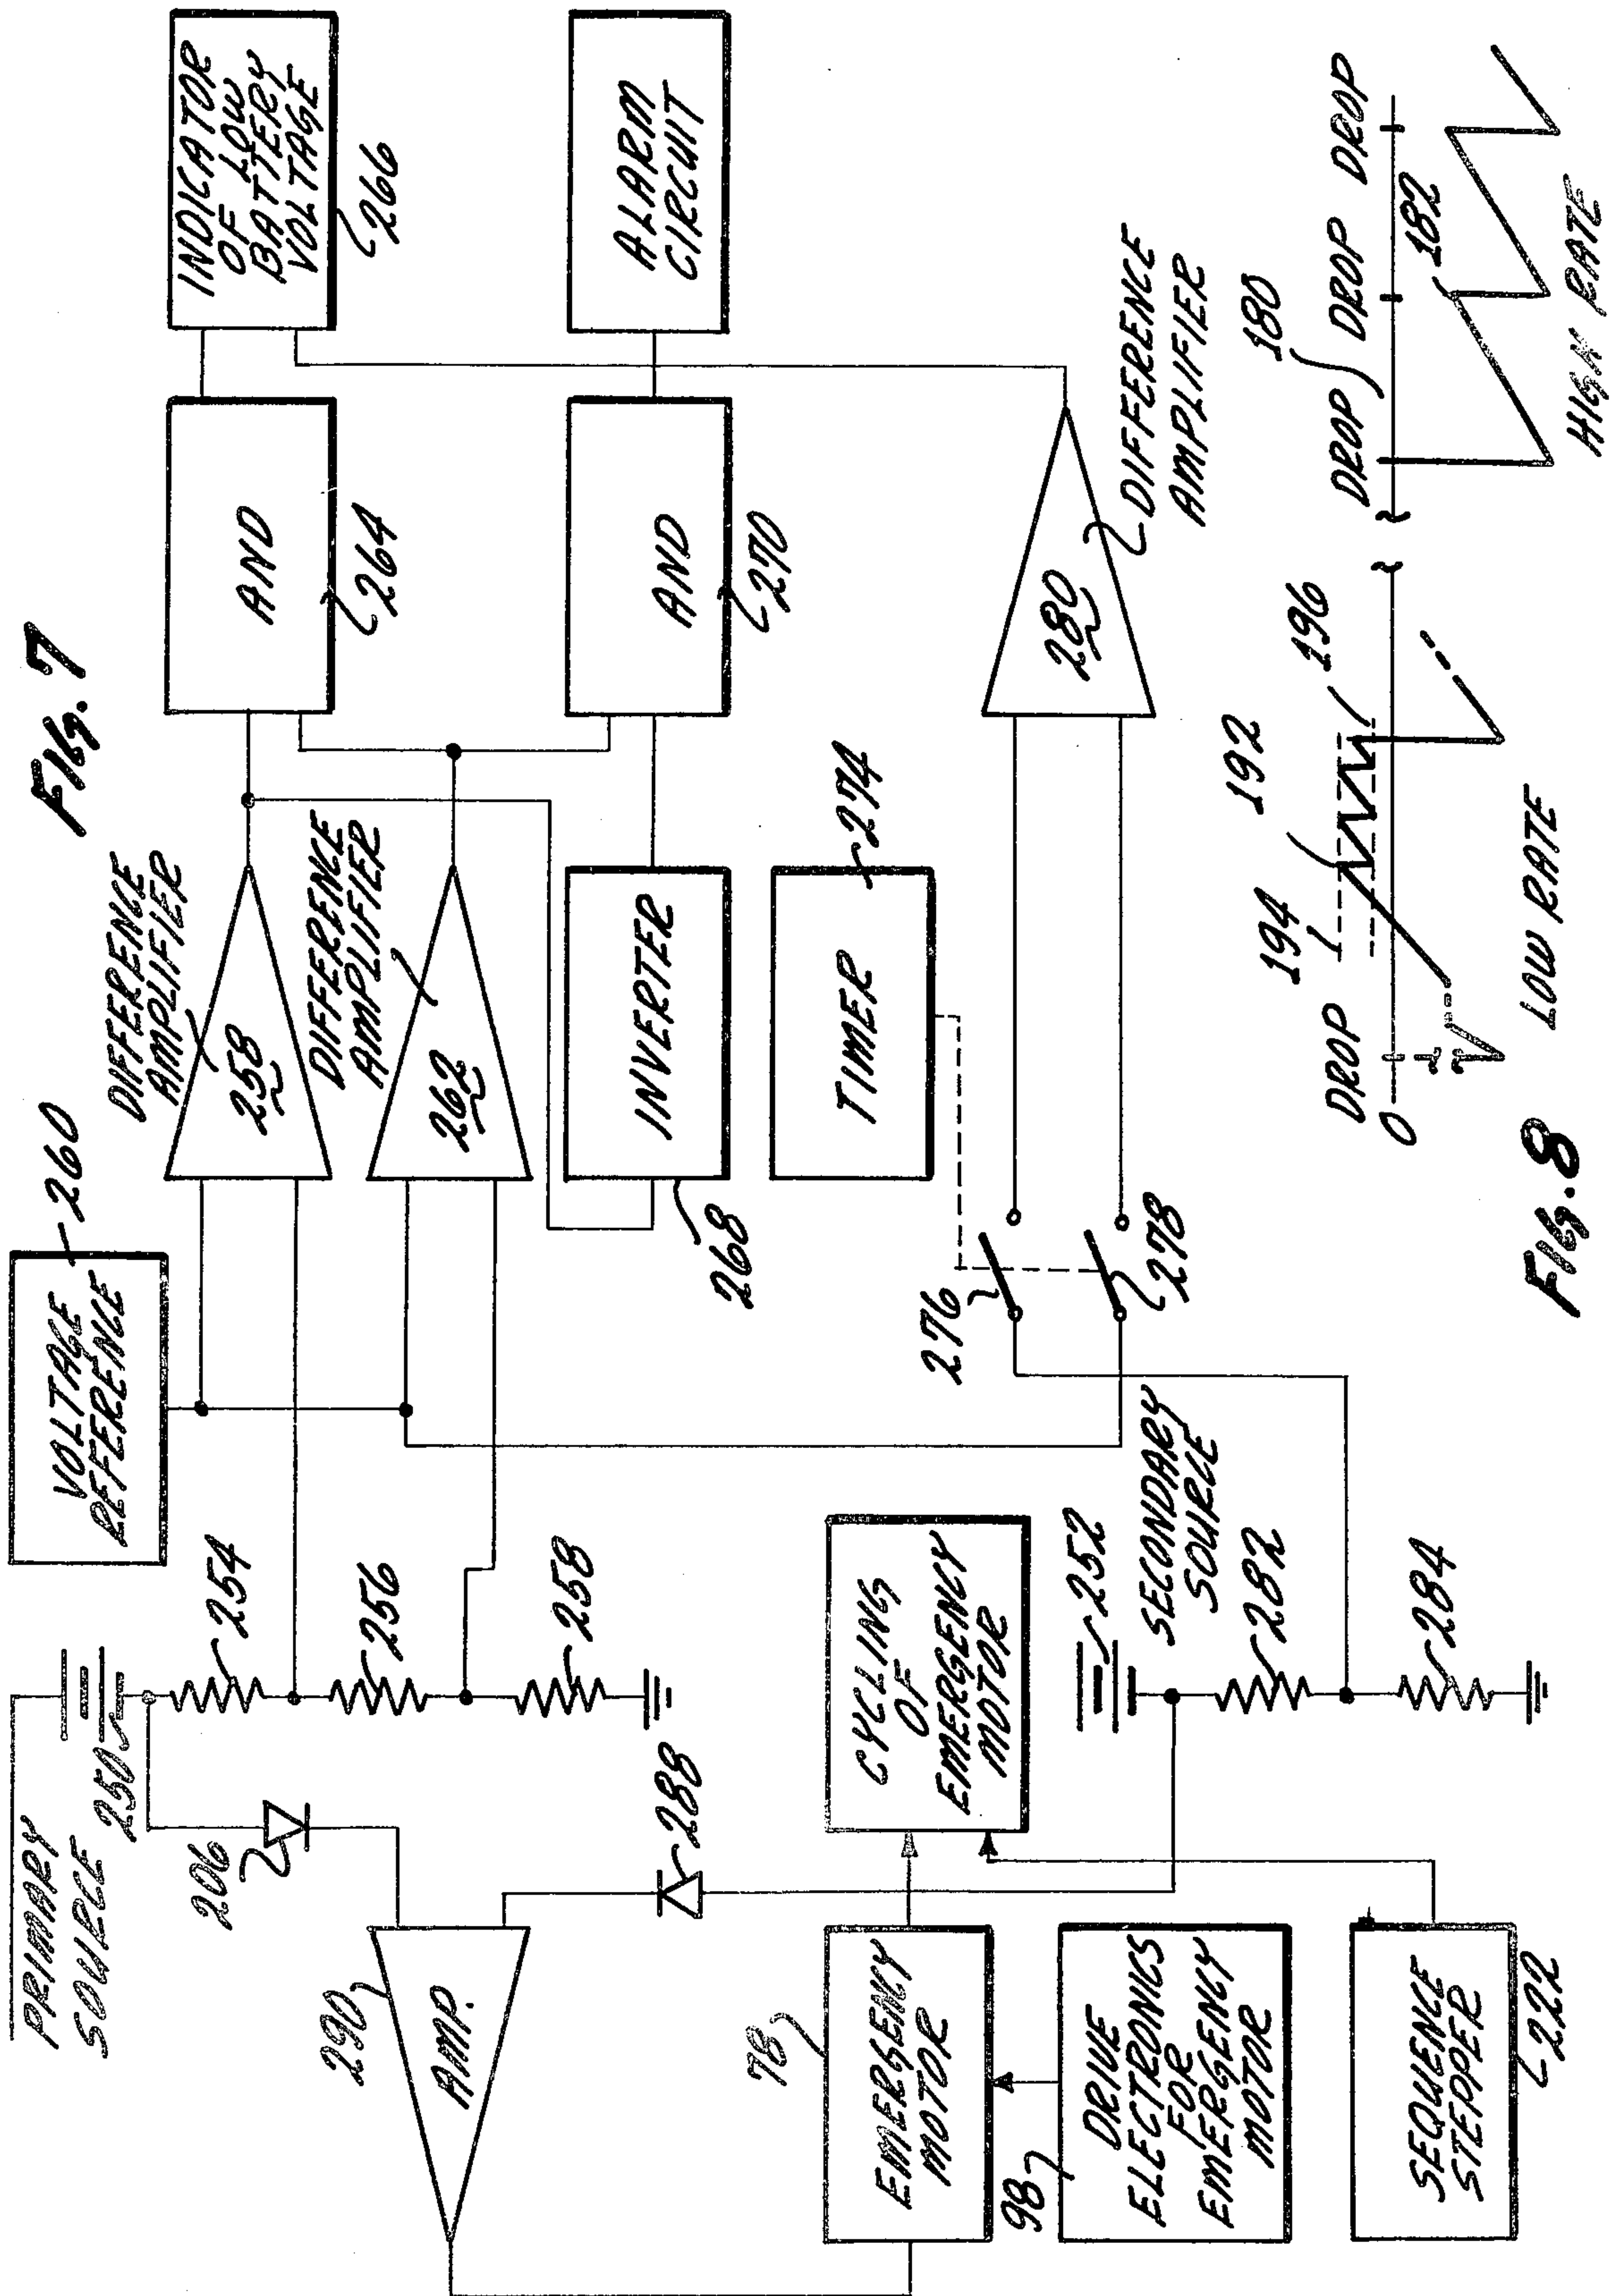 Fig. 7
PRIMARY
SOURCE
250
206
290
AMP.
288
254
256
258
VOLTAGE
REFERENCE
260
DIFFERENCE
AMPLIFIER
258
DIFFERENCE
AMPLIFIER
262
AND
264
INDICATOR
OF LOW
BATTERY
VOLTAGE
266
INVERTER
268
AND
270
ALARM
CIRCUIT
TIMER
274
276
278
280
DIFFERENCE
AMPLIFIER
78
EMERGENCY
MOTOR
CYCLING
OF
EMERGENCY
MOTOR
98
DRIVE
ELECTRONICS
FOR
EMERGENCY
MOTOR
SEQUENCE
STEPPER
222
252
SECONDARY
SOURCE
282
284
Fig. 8
DROP
0
194
192
196
LOW RATE
DROP
180
DROP
182
DROP
HIGH RATE